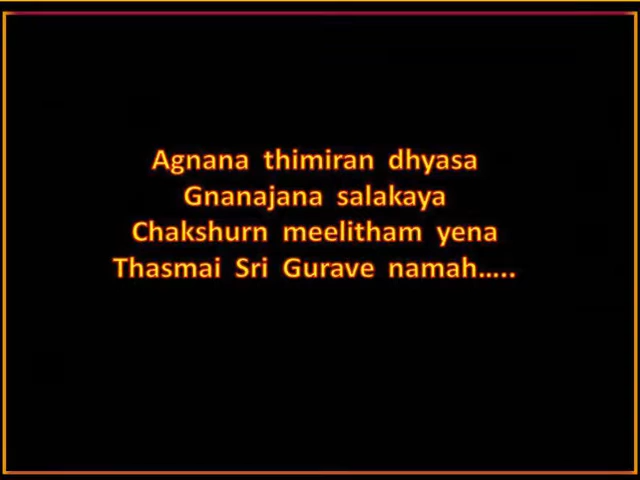 Agnana thimiran dhyasa
Gnanajana salakaya
Chakshurn meelitham yena
Thasmai Sri Gurave namah…..